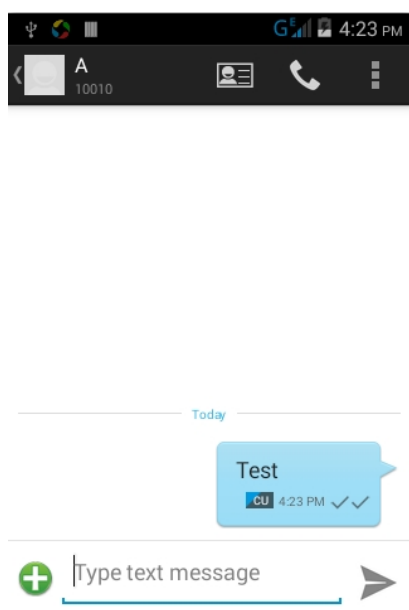 G E 4:23 PM
A
10010
Today
Test
CU 4:23 PM
Type text message